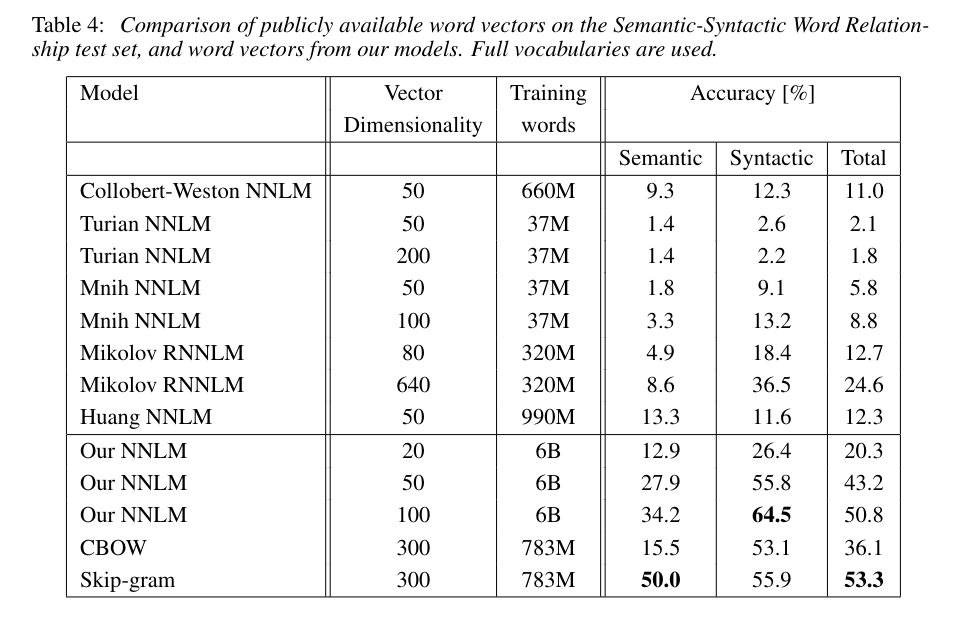 Table 4: Comparison of publicly available word vectors on the Semantic-Syntactic Word Relation-
ship test set, and word vectors from our models. Full vocabularies are used.
Model Vector Training Accuracy [%]
Dimensionality words
Semantic Syntactic Total
Collobert-Weston NNLM 50 660M 9.3 12.3 11.0
Turian NNLM 50 37M 1.4 2.6 2.1
Turian NNLM 200 37M 1.4 2.2 1.8
Mnih NNLM 50 37M 1.8 9.1 5.8
Mnih NNLM 100 37M 3.3 13.2 8.8
Mikolov RNNLM 80 320M 4.9 18.4 12.7
Mikolov RNNLM 640 320M 8.6 36.5 24.6
Huang NNLM 50 990M 13.3 11.6 12.3
Our NNLM 20 6B 12.9 26.4 20.3
Our NNLM 50 6B 27.9 55.8 43.2
Our NNLM 100 6B 34.2 64.5 50.8
CBOW 300 783M 15.5 53.1 36.1
Skip-gram 300 783M 50.0 55.9 53.3